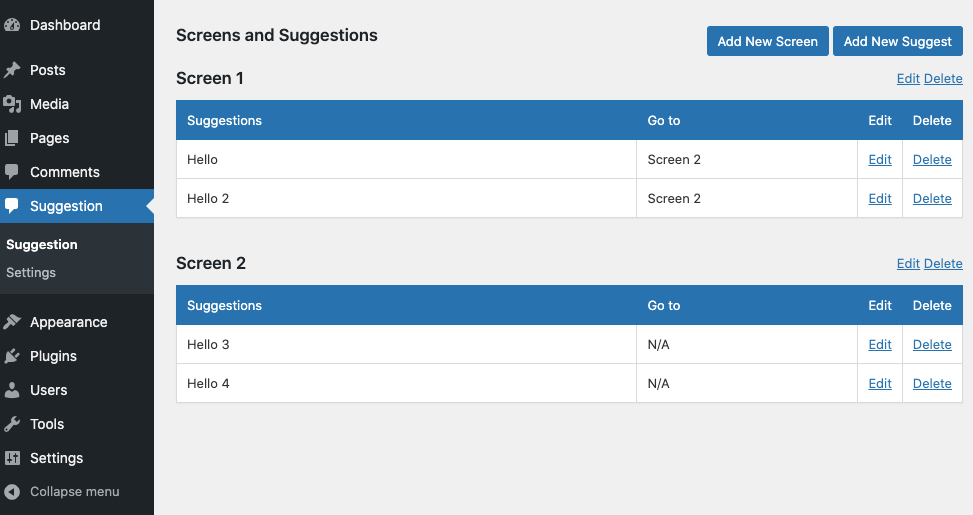 Dashboard
Posts
Media
Pages
Comments
Suggestion
Suggestion
Settings
Appearance
Plugins
Users
Tools
Settings
Collapse menu
Screens and Suggestions
Add New Screen Add New Suggest
Screen 1 Edit Delete
Suggestions Go to Edit Delete
Hello Screen 2 Edit Delete
Hello 2 Screen 2 Edit Delete
Screen 2 Edit Delete
Suggestions Go to Edit Delete
Hello 3 N/A Edit Delete
Hello 4 N/A Edit Delete